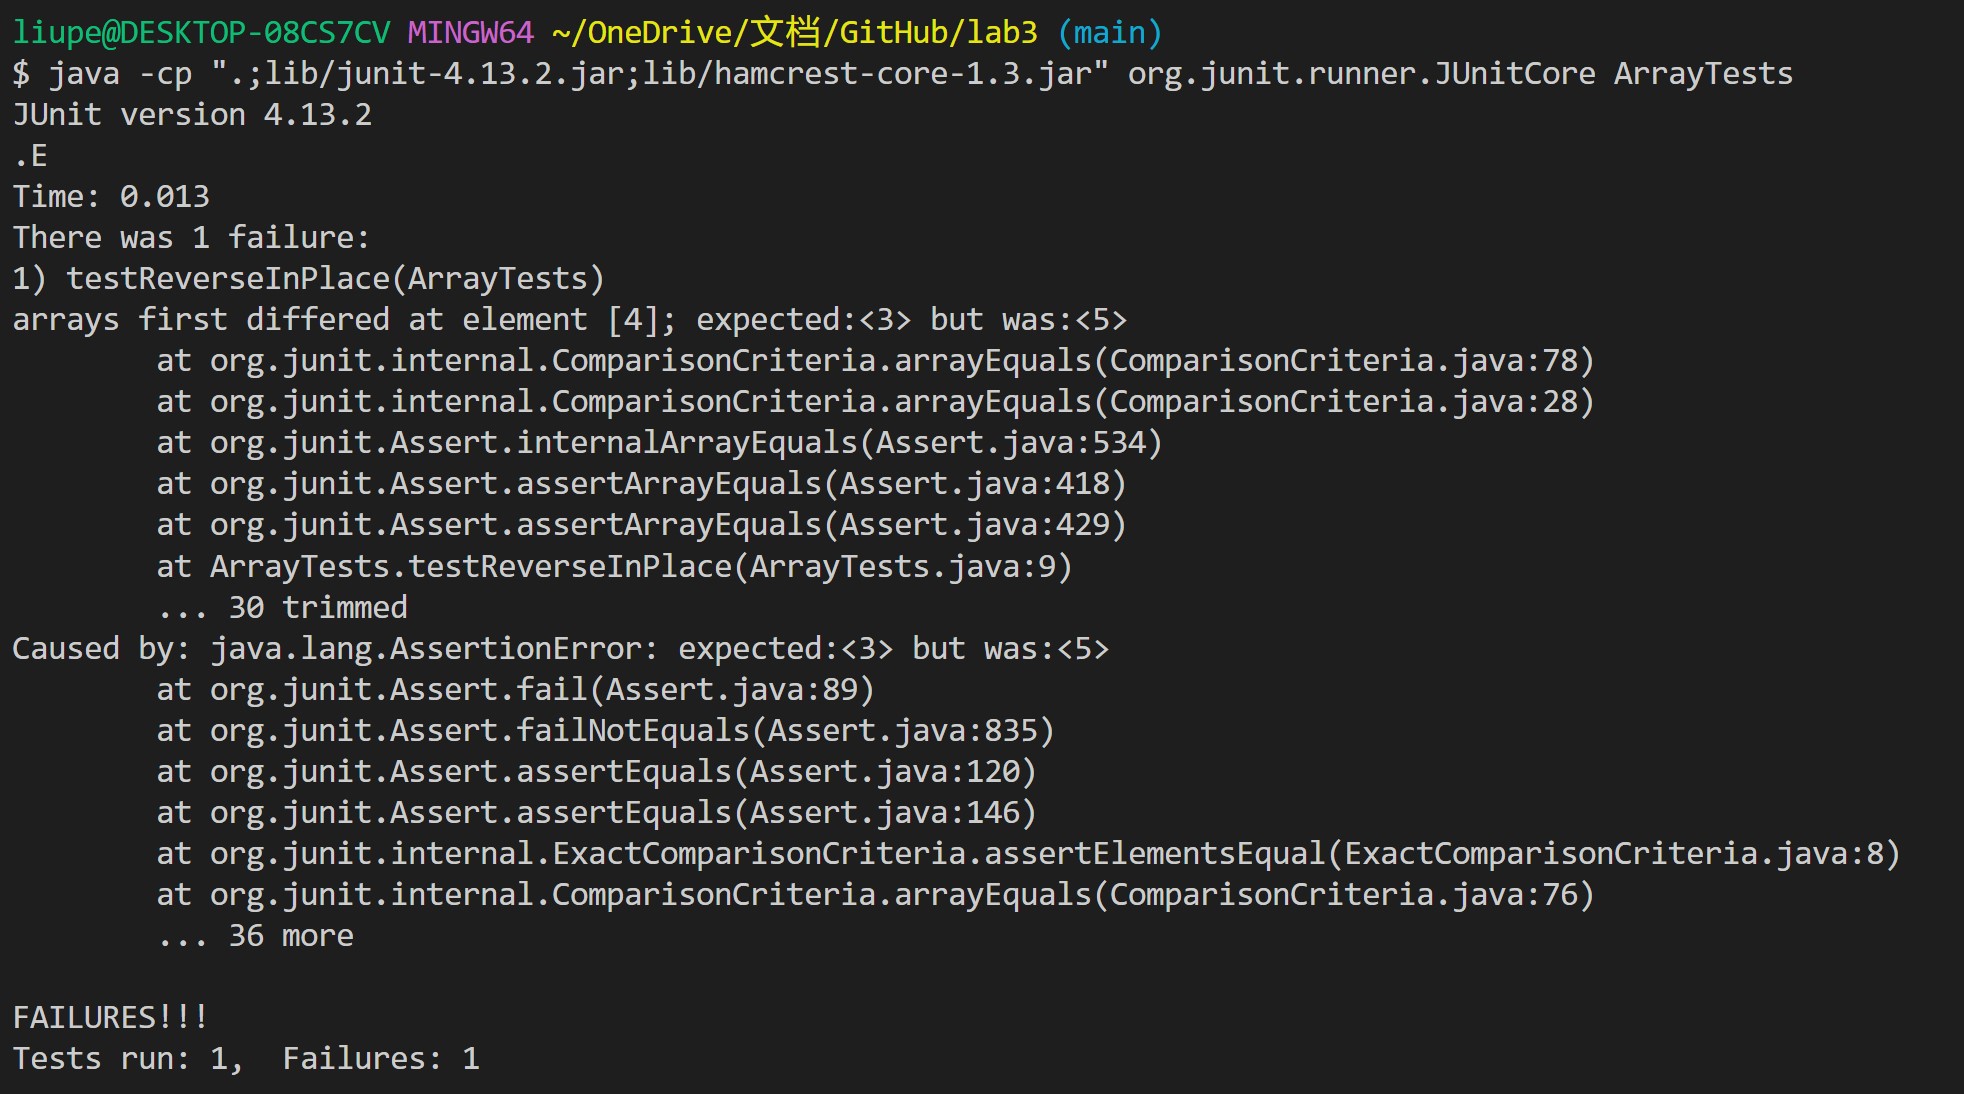 liupe@DESKTOP-08CS7CV MINGW64 ~/OneDrive/文档/GitHub/lab3 (main)
$ java -cp ".;lib/junit-4.13.2.jar;lib/hamcrest-core-1.3.jar" org.junit.runner.JUnitCore ArrayTests
JUnit version 4.13.2
.E
Time: 0.013
There was 1 failure:
1) testReverseInPlace(ArrayTests)
arrays first differed at element [4]; expected:<3> but was:<5>
        at org.junit.internal.ComparisonCriteria.arrayEquals(ComparisonCriteria.java:78)
        at org.junit.internal.ComparisonCriteria.arrayEquals(ComparisonCriteria.java:28)
        at org.junit.Assert.internalArrayEquals(Assert.java:534)
        at org.junit.Assert.assertArrayEquals(Assert.java:418)
        at org.junit.Assert.assertArrayEquals(Assert.java:429)
        at ArrayTests.testReverseInPlace(ArrayTests.java:9)
        ... 30 trimmed
Caused by: java.lang.AssertionError: expected:<3> but was:<5>
        at org.junit.Assert.fail(Assert.java:89)
        at org.junit.Assert.failNotEquals(Assert.java:835)
        at org.junit.Assert.assertEquals(Assert.java:120)
        at org.junit.Assert.assertEquals(Assert.java:146)
        at org.junit.internal.ExactComparisonCriteria.assertElementsEqual(ExactComparisonCriteria.java:8)
        at org.junit.internal.ComparisonCriteria.arrayEquals(ComparisonCriteria.java:76)
        ... 36 more

FAILURES!!!
Tests run: 1,  Failures: 1